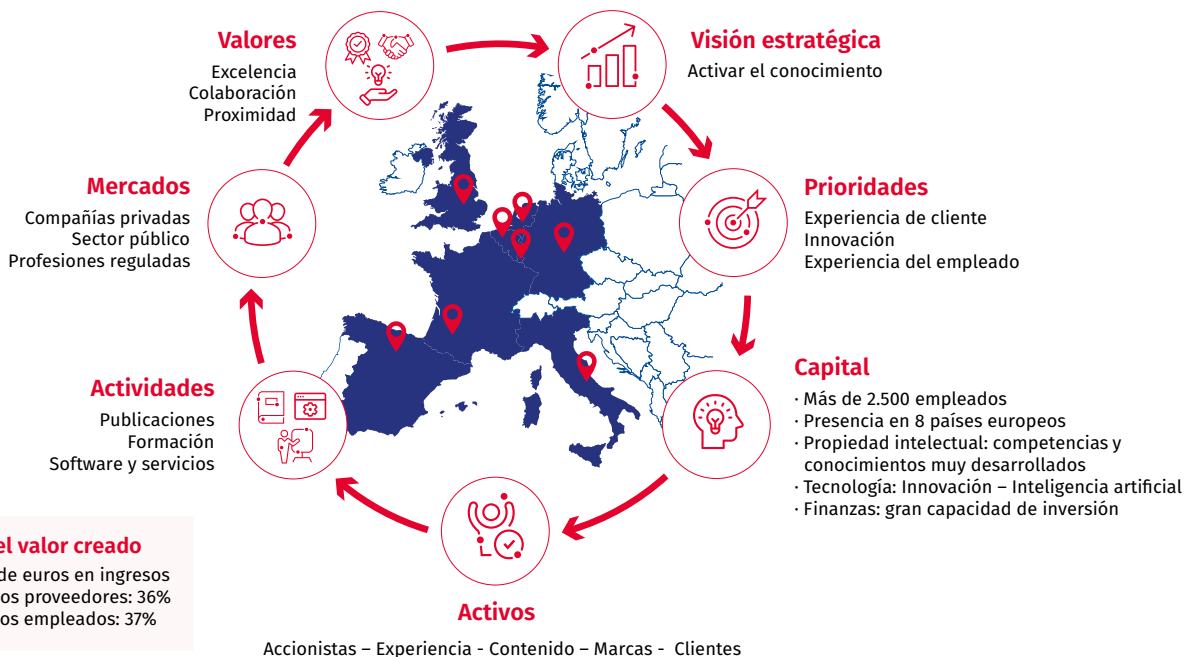 Valores
Excelencia
Colaboración
Proximidad
Visión estratégica
Activar el conocimiento
Mercados
Compañías privadas
Sector público
Profesiones reguladas
Prioridades
Experiencia de cliente
Innovación
Experiencia del empleado
Actividades
Publicaciones
Formación
Software y servicios
Capital
· Más de 2.500 empleados
· Presencia en 8 países europeos
· Propiedad intelectual: competencias y
conocimientos muy desarrollados
· Tecnología: Innovación – Inteligencia artificial
· Finanzas: gran capacidad de inversión
el valor creado
de euros en ingresos
os proveedores: 36%
os empleados: 37%
Activos
Accionistas – Experiencia - Contenido – Marcas - Clientes